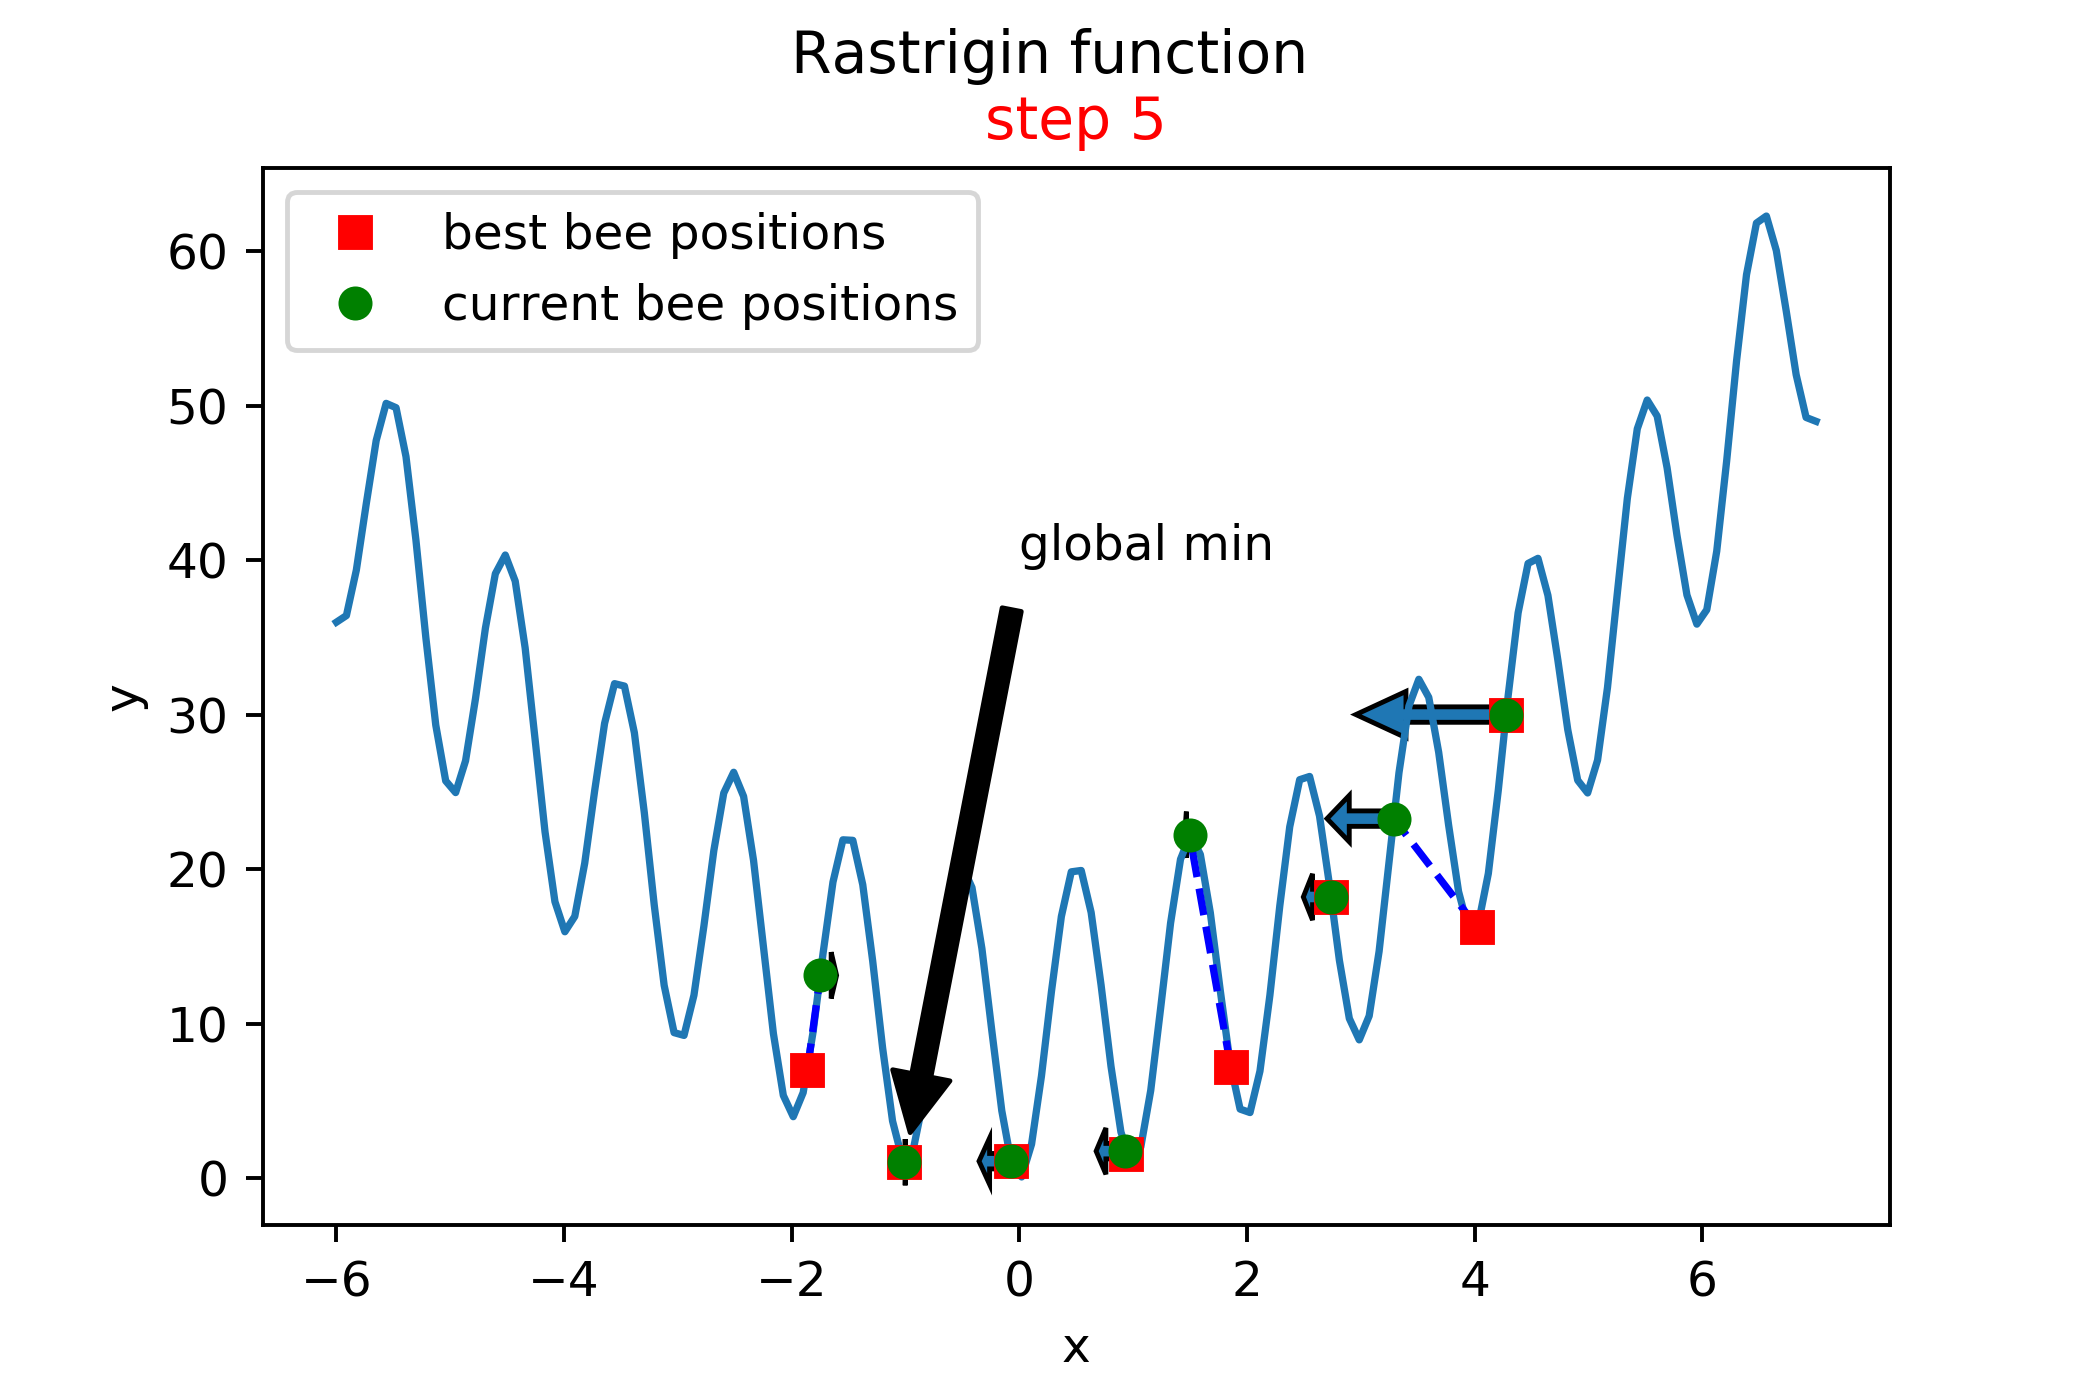 Rastrigin function
step 5
best bee positions
current bee positions
global min
60
50
40
30
20
10
0
y
−6
−4
−2
0
2
4
6
x